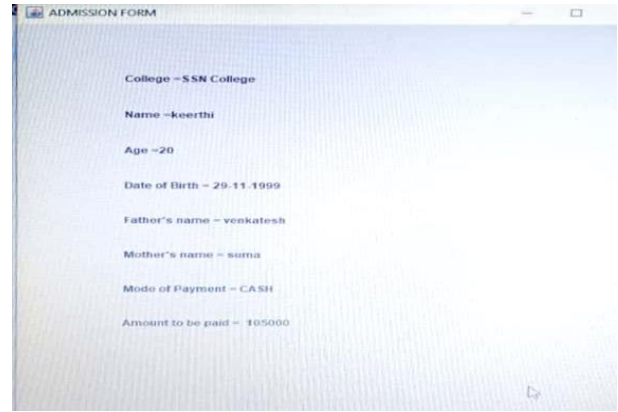 ADMISSION FORM
College -SSN College
Name -keerthi
Age -20
Date of Birth - 29-11-1999
Father's name - venkatesh
Mother's name - suma
Mode of Payment - CASH
Amount to be paid - 105000